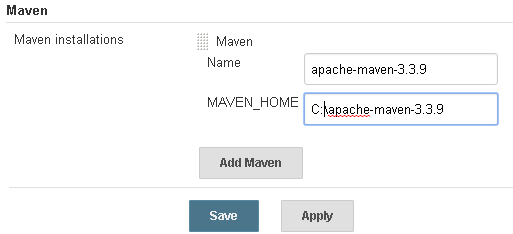 Maven
Maven installations
Maven
Name
apache-maven-3.3.9
MAVEN_HOME
C:\apache-maven-3.3.9
Add Maven
Save
Apply